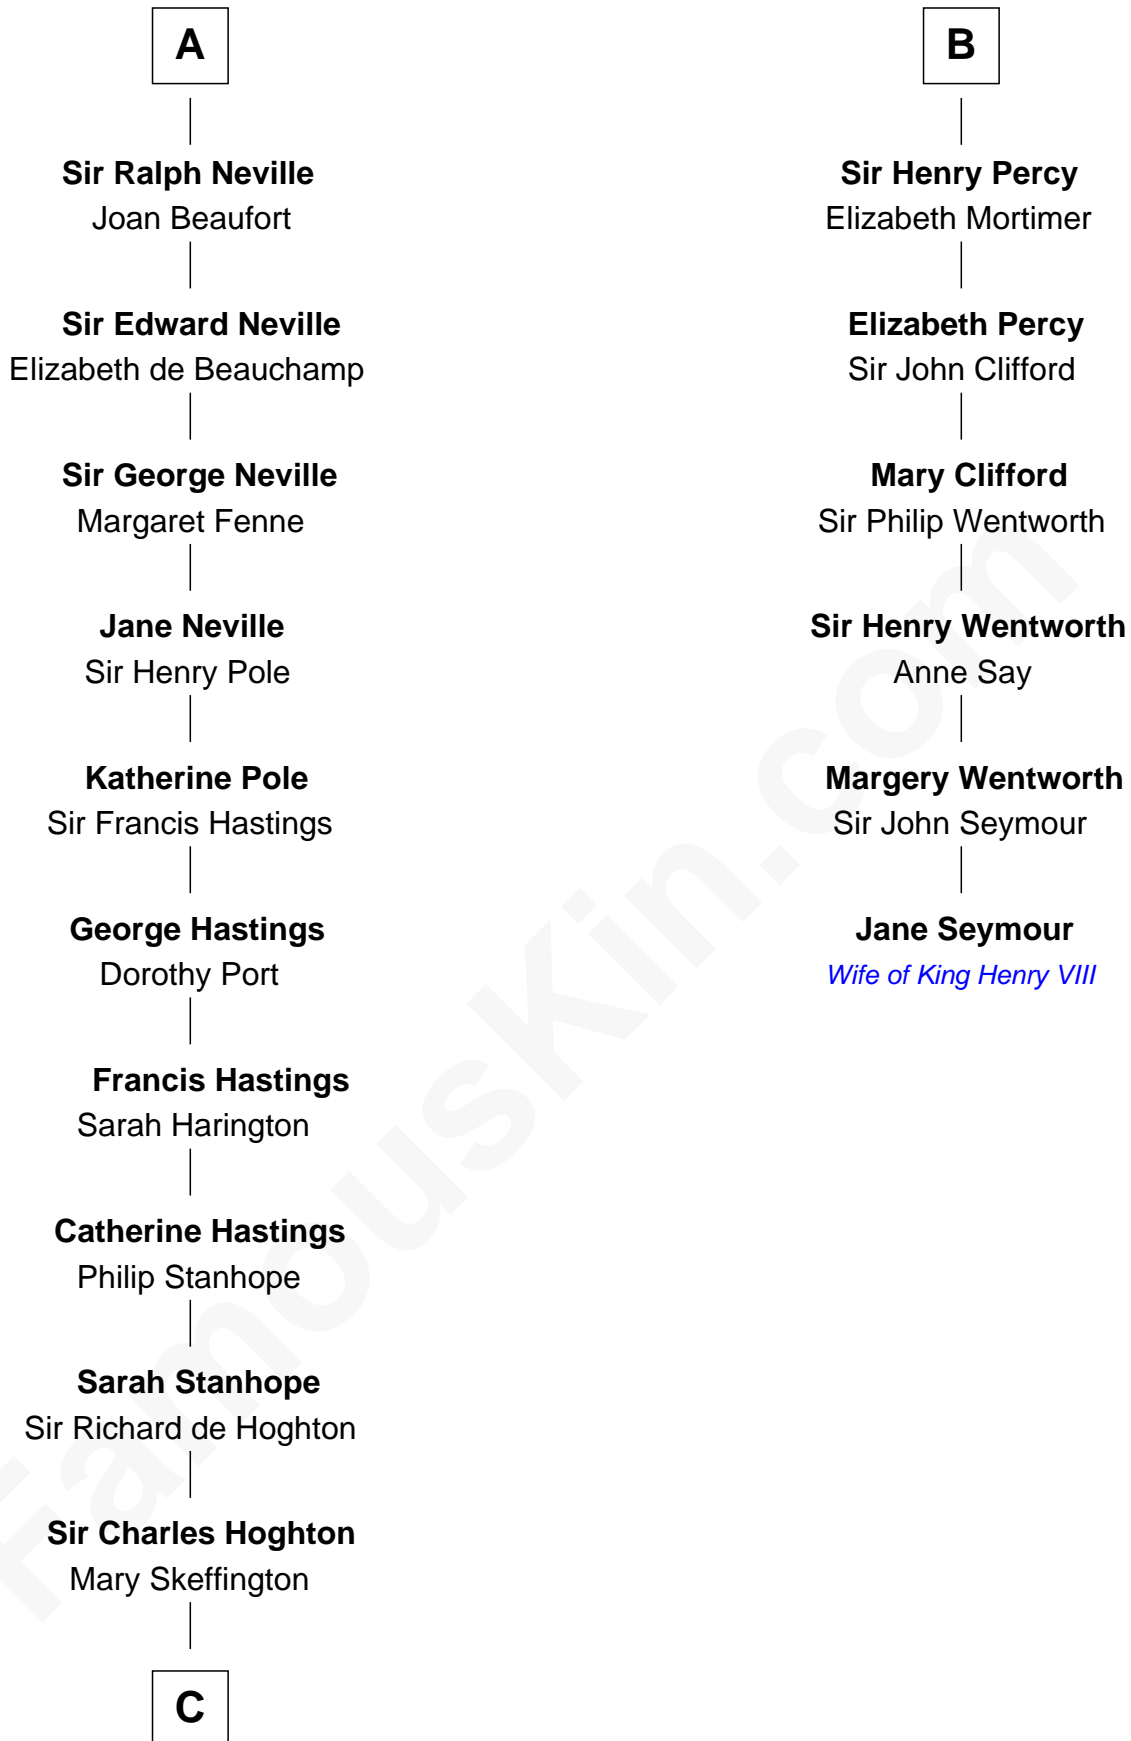 A
Sir Ralph Neville
Joan Beaufort
Sir Edward Neville
Elizabeth de Beauchamp
Sir George Neville
Margaret Fenne
Jane Neville
Sir Henry Pole
Katherine Pole
Sir Francis Hastings
George Hastings
Dorothy Port
Francis Hastings
Sarah Harington
Catherine Hastings
Philip Stanhope
Sarah Stanhope
Sir Richard de Hoghton
Sir Charles Hoghton
Mary Skeffington
C
B
Sir Henry Percy
Elizabeth Mortimer
Elizabeth Percy
Sir John Clifford
Mary Clifford
Sir Philip Wentworth
Sir Henry Wentworth
Anne Say
Margery Wentworth
Sir John Seymour
Jane Seymour
Wife of King Henry VIII
FamousKin.com